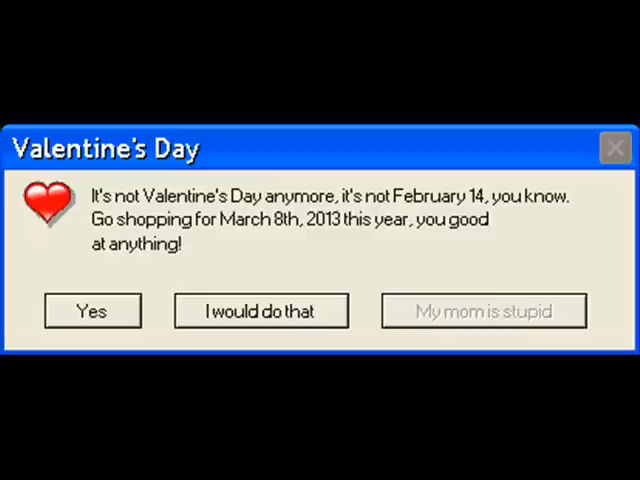 Valentine's Day
It's not Valentine's Day anymore, it's not February 14, you know.
Go shopping for March 8th, 2013 this year, you good
at anything!
Yes
I would do that
My mom is stupid